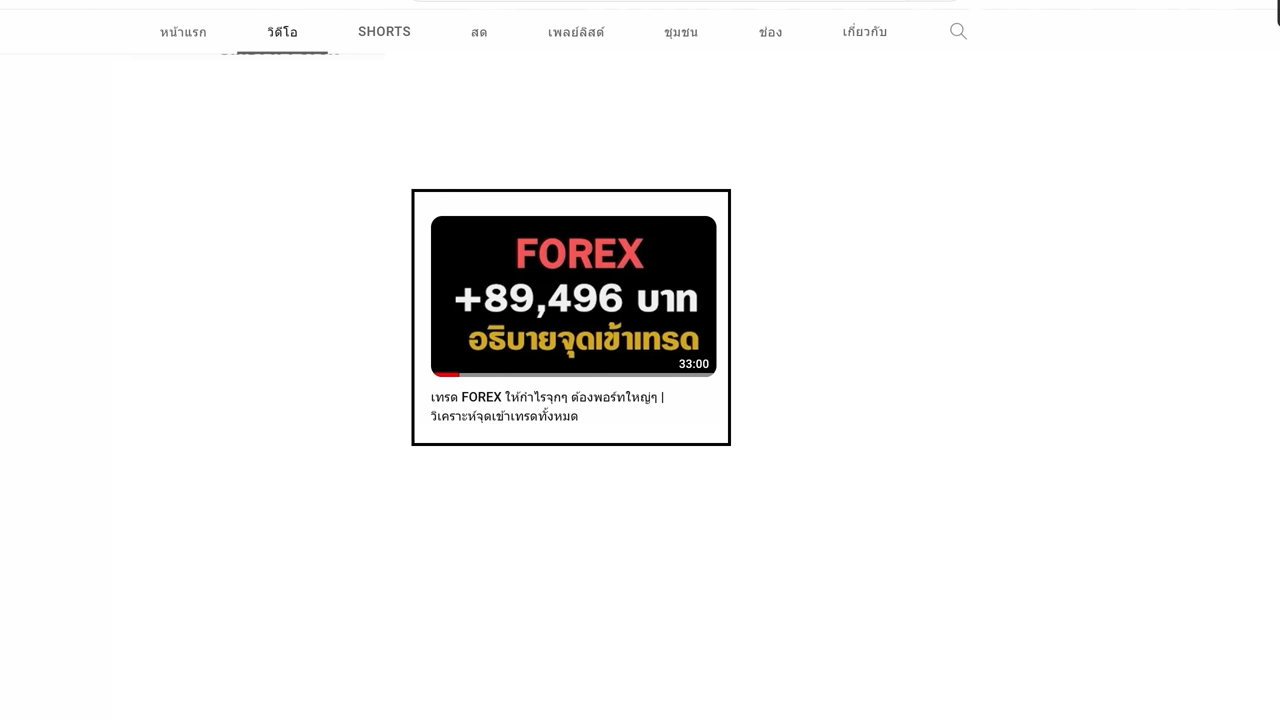 หน้าแรก วิดีโอ SHORTS สด เพลย์ลิสต์ ชุมชน ช่อง เกี่ยวกับ
FOREX
+89,496 บาท
อธิบายจุดเข้าเทรด
33:00
เทรด FOREX ให้กำไรจุกๆ ต้องพอร์ทใหญ่ๆ |
วิเคราะห์จุดเข้าเทรดทั้งหมด